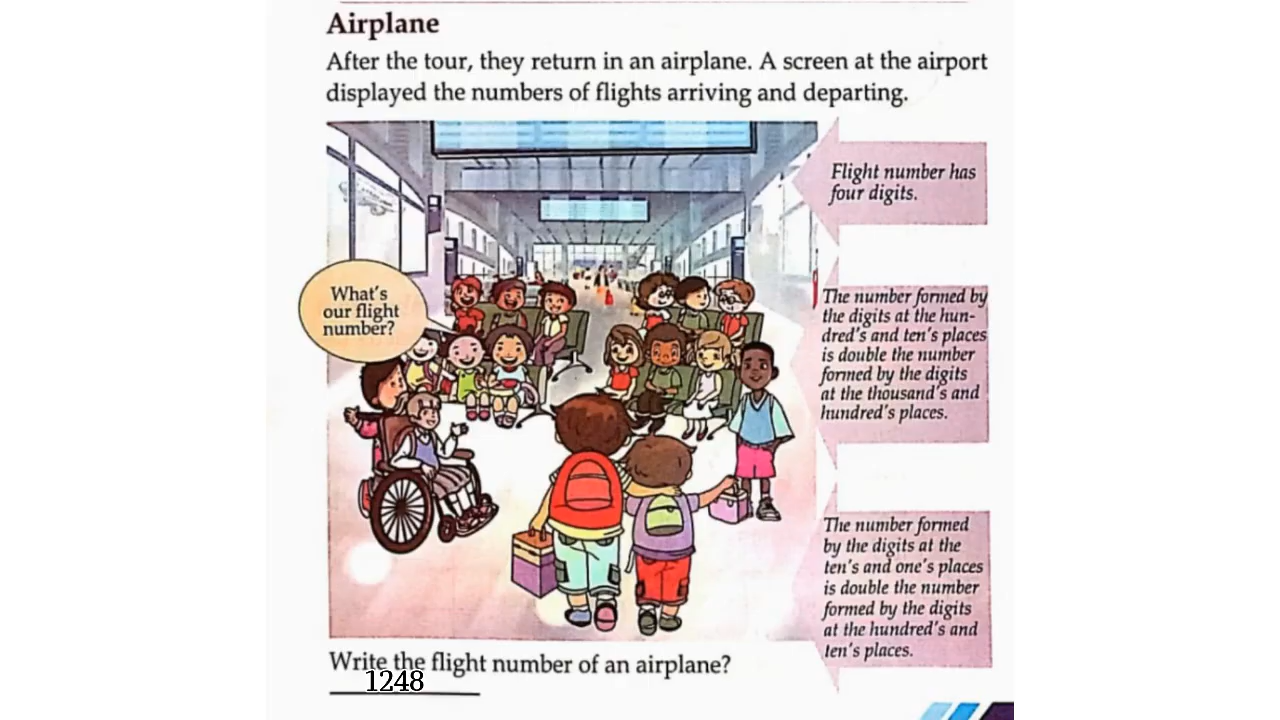 Airplane
After the tour, they return in an airplane. A screen at the airport
displayed the numbers of flights arriving and departing.
Flight number has
four digits.
What's
our flight
number?
The number formed by
the digits at the hun-
dred's and ten's places
is double the number
formed by the digits
at the thousand's and
hundred's places.
The number formed
by the digits at the
ten's and one's places
is double the number
formed by the digits
at the hundred's and
ten's places.
Write the flight number of an airplane?
1248